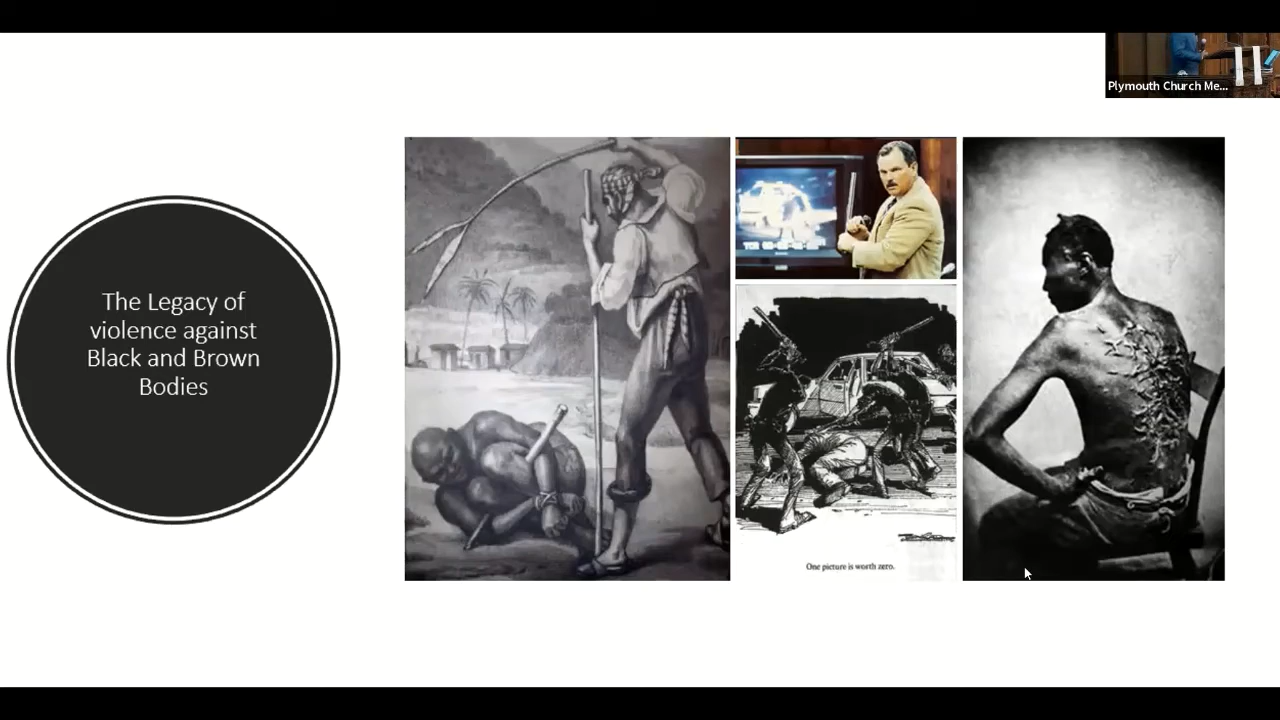 Plymouth Church Me...
The Legacy of
violence against
Black and Brown
Bodies
One picture is worth zero.